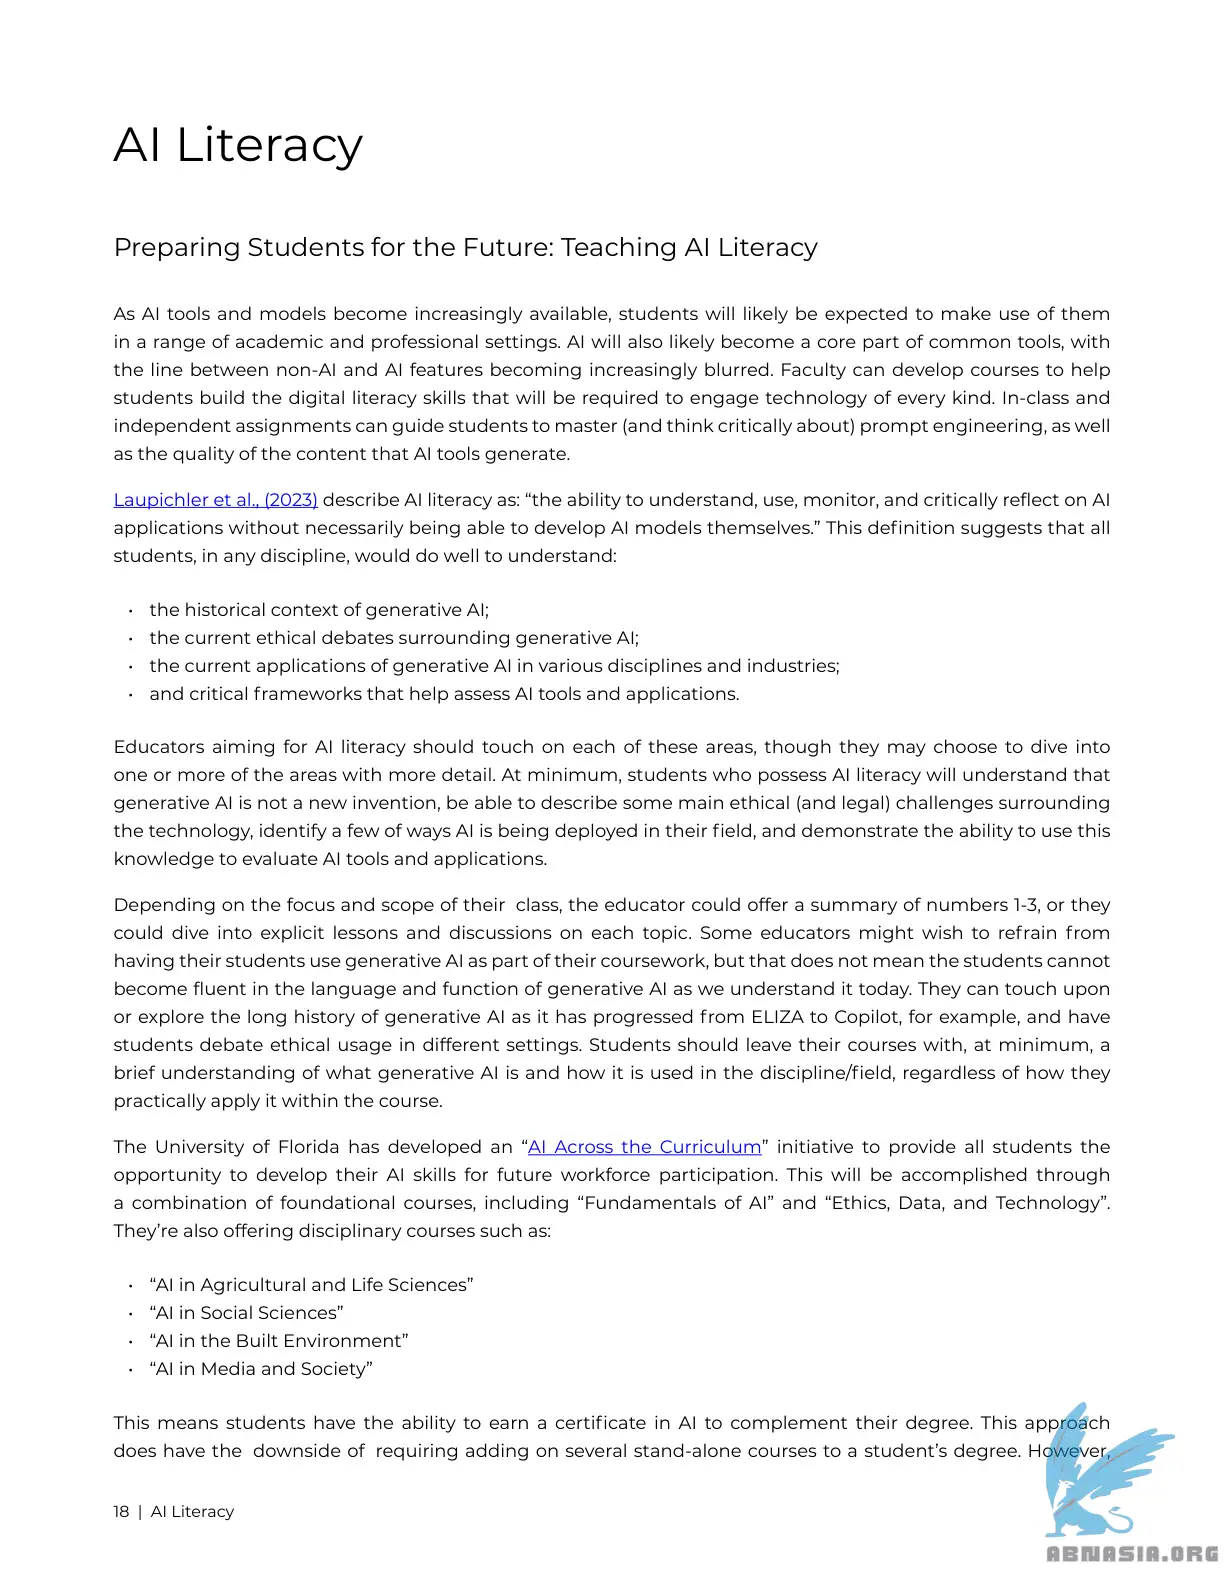 AI Literacy
Preparing Students for the Future: Teaching AI Literacy
As AI tools and models become increasingly available, students will likely be expected to make use of them
in a range of academic and professional settings. AI will also likely become a core part of common tools, with
the line between non-AI and AI features becoming increasingly blurred. Faculty can develop courses to help
students build the digital literacy skills that will be required to engage technology of every kind. In-class and
independent assignments can guide students to master (and think critically about) prompt engineering, as well
as the quality of the content that AI tools generate.
Laupichler et al., (2023) describe AI literacy as: “the ability to understand, use, monitor, and critically reflect on AI
applications without necessarily being able to develop AI models themselves.” This definition suggests that all
students, in any discipline, would do well to understand:
• the historical context of generative AI;
• the current ethical debates surrounding generative AI;
• the current applications of generative AI in various disciplines and industries;
• and critical frameworks that help assess AI tools and applications.
Educators aiming for AI literacy should touch on each of these areas, though they may choose to dive into
one or more of the areas with more detail. At minimum, students who possess AI literacy will understand that
generative AI is not a new invention, be able to describe some main ethical (and legal) challenges surrounding
the technology, identify a few of ways AI is being deployed in their field, and demonstrate the ability to use this
knowledge to evaluate AI tools and applications.
Depending on the focus and scope of their class, the educator could offer a summary of numbers 1-3, or they
could dive into explicit lessons and discussions on each topic. Some educators might wish to refrain from
having their students use generative AI as part of their coursework, but that does not mean the students cannot
become fluent in the language and function of generative AI as we understand it today. They can touch upon
or explore the long history of generative AI as it has progressed from ELIZA to Copilot, for example, and have
students debate ethical usage in different settings. Students should leave their courses with, at minimum, a
brief understanding of what generative AI is and how it is used in the discipline/field, regardless of how they
practically apply it within the course.
The University of Florida has developed an “AI Across the Curriculum” initiative to provide all students the
opportunity to develop their AI skills for future workforce participation. This will be accomplished through
a combination of foundational courses, including “Fundamentals of AI” and “Ethics, Data, and Technology”.
They’re also offering disciplinary courses such as:
• “AI in Agricultural and Life Sciences”
• “AI in Social Sciences”
• “AI in the Built Environment”
• “AI in Media and Society”
This means students have the ability to earn a certificate in AI to complement their degree. This approach
does have the downside of requiring adding on several stand-alone courses to a student’s degree. However,
18 | AI Literacy
ABNASIA.ORG